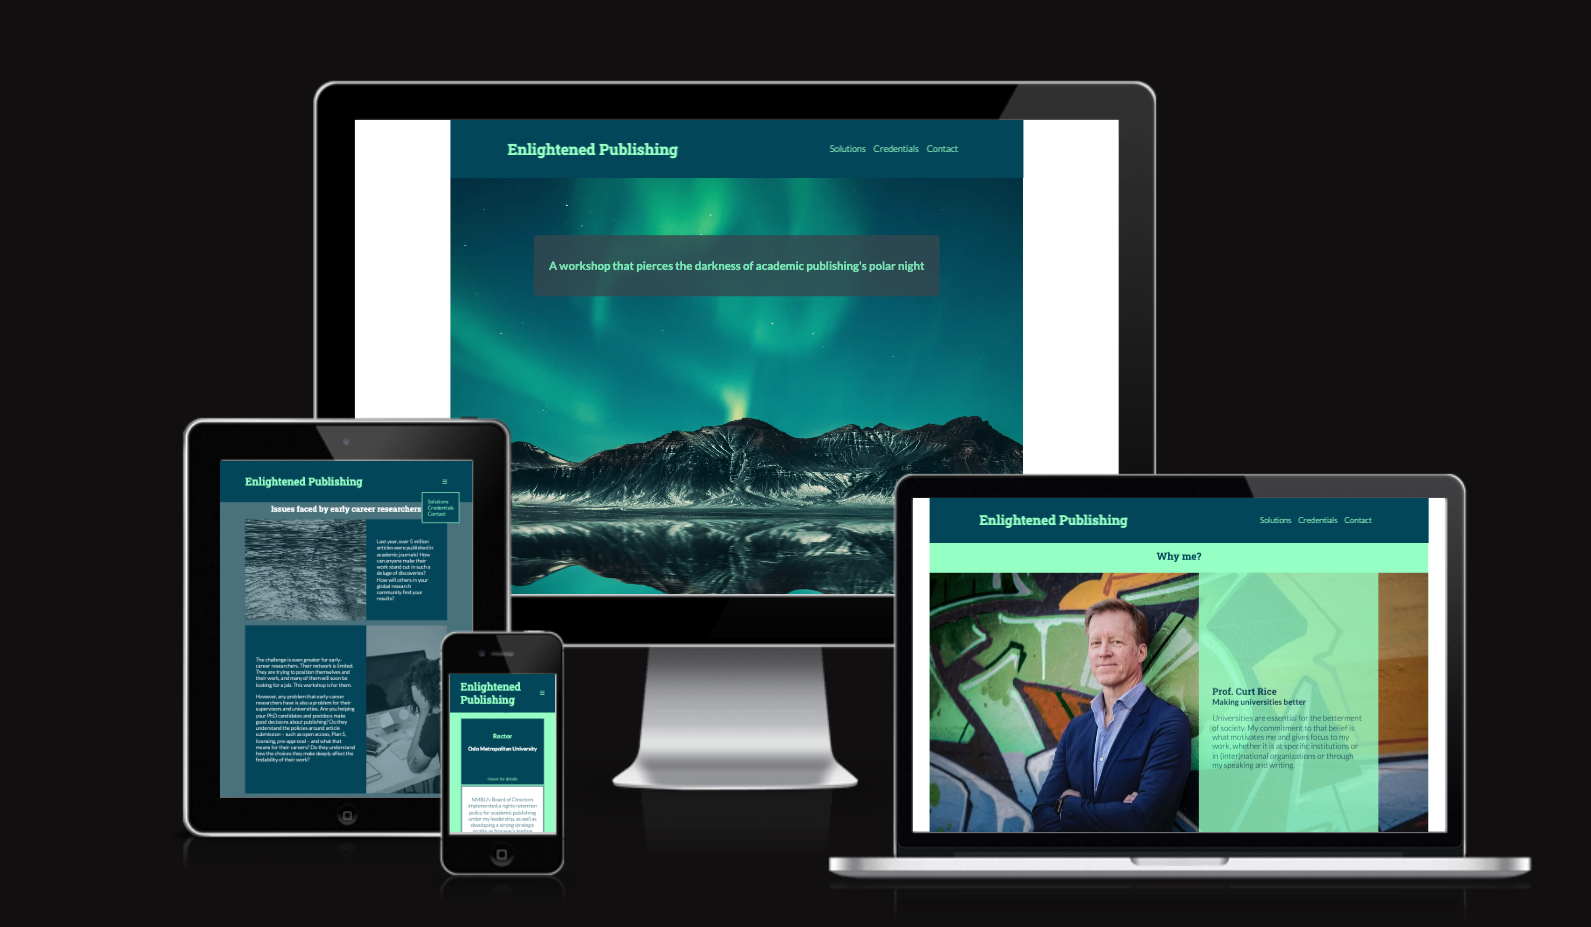 Enlightened Publishing
Solutions Credentials Contact
A workshop that pierces the darkness of academic publishing's polar night
Enlightened Publishing
Solutions
Credentials
Contact
Issues faced by early career researchers
Last year, over 5 million
articles were published in
academic journals! How
can anyone make their
work stand out in such a
deluge of discoveries?
How will others in your
global research
community find your
results?
The challenge is even greater for early-
career researchers. Their network is limited.
They are trying to position themselves and
their work, and many of them will soon be
looking for a job. This workshop is for them.
However, any problem that early-career
researchers have is also a problem for their
supervisors and universities. Are you helping
your PhD candidates and postdocs make
good decisions about publishing? Do they
understand the policies around article
submission – such as open access, Plan S,
licensing, pre-approval – and what that
means for their careers? Do they understand
how the choices they make deeply affect the
findability of their work?
Enlightened
Publishing
Rector
Oslo Metropolitan University
Hover for details
NMBU's Board of Directors
implemented a rights retention
policy for academic publishing
under my leadership, as well as
developing a strong strategic
profile as Norway's leading
Enlightened Publishing
Solutions Credentials Contact
Why me?
Prof. Curt Rice
Making universities better
Universities are essential for the betterment
of society. My commitment to that belief is
what motivates me and gives focus to my
work, whether it is at specific institutions or
in (inter)national organizations or through
my speaking and writing.